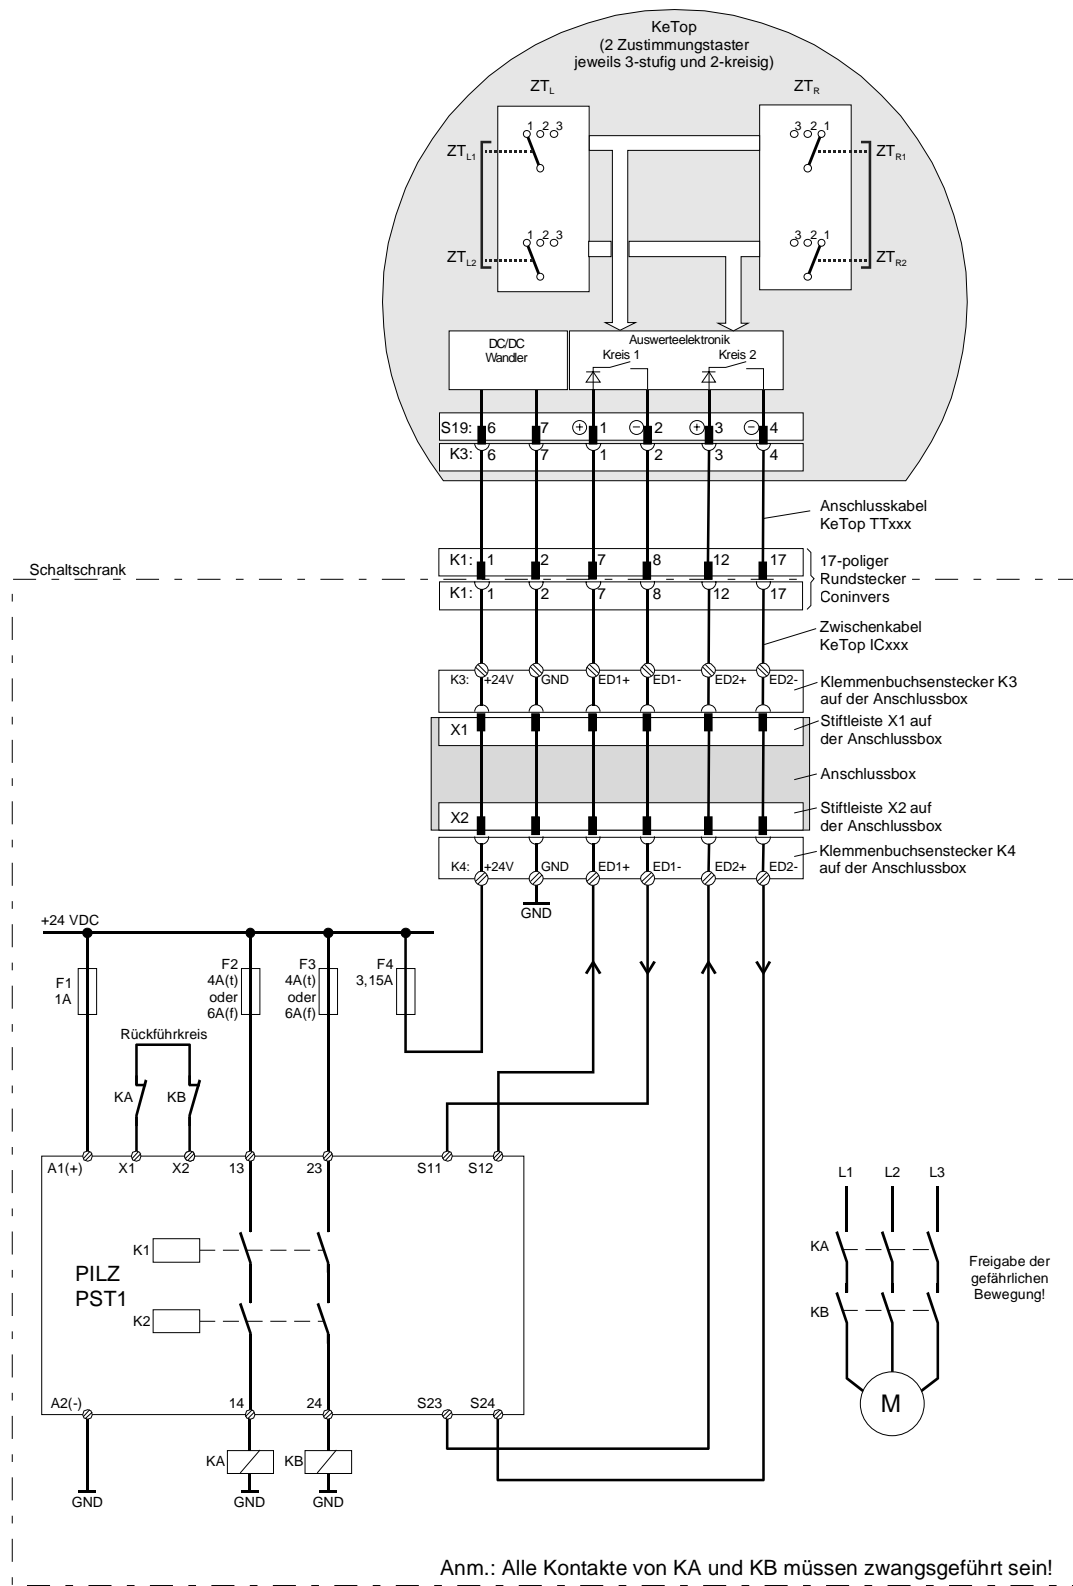 KeTop
(2 Zustimmungstaster
jeweils 3-stufig und 2-kreisig)
ZTL ZTR
1 2 3 3 2 1
ZTL1 ZTR1
1 2 3 3 2 1
ZTL2 ZTR2
DC/DC
Wandler
Auswerteelektronik
Kreis 1 Kreis 2
S19: 6 7 + 1 − 2 + 3 − 4
K3: 6 7 1 2 3 4
Anschlusskabel
KeTop TTxxx
Schaltschrank
K1: 1 2 7 8 12 17
K1: 1 2 7 8 12 17
17-poliger
Rundstecker
Coninvers
Zwischenkabel
KeTop ICxxx
K3: +24V GND ED1+ ED1- ED2+ ED2-
Klemmenbuchsenstecker K3
auf der Anschlussbox
X1
Stiftleiste X1 auf
der Anschlussbox
Anschlussbox
X2
Stiftleiste X2 auf
der Anschlussbox
K4: +24V GND ED1+ ED1- ED2+ ED2-
Klemmenbuchsenstecker K4
auf der Anschlussbox
GND
+24 VDC
F1
1A
F2
4A(t)
oder
6A(f)
F3
4A(t)
oder
6A(f)
F4
3,15A
Rückführkreis
KA KB
A1(+) X1 X2 13 23 S11 S12
K1
PILZ
PST1
K2
A2(-) 14 24 S23 S24
KA KB
GND GND GND
L1 L2 L3
KA
KB
Freigabe der
gefährlichen
Bewegung!
M
Anm.: Alle Kontakte von KA und KB müssen zwangsgeführt sein!